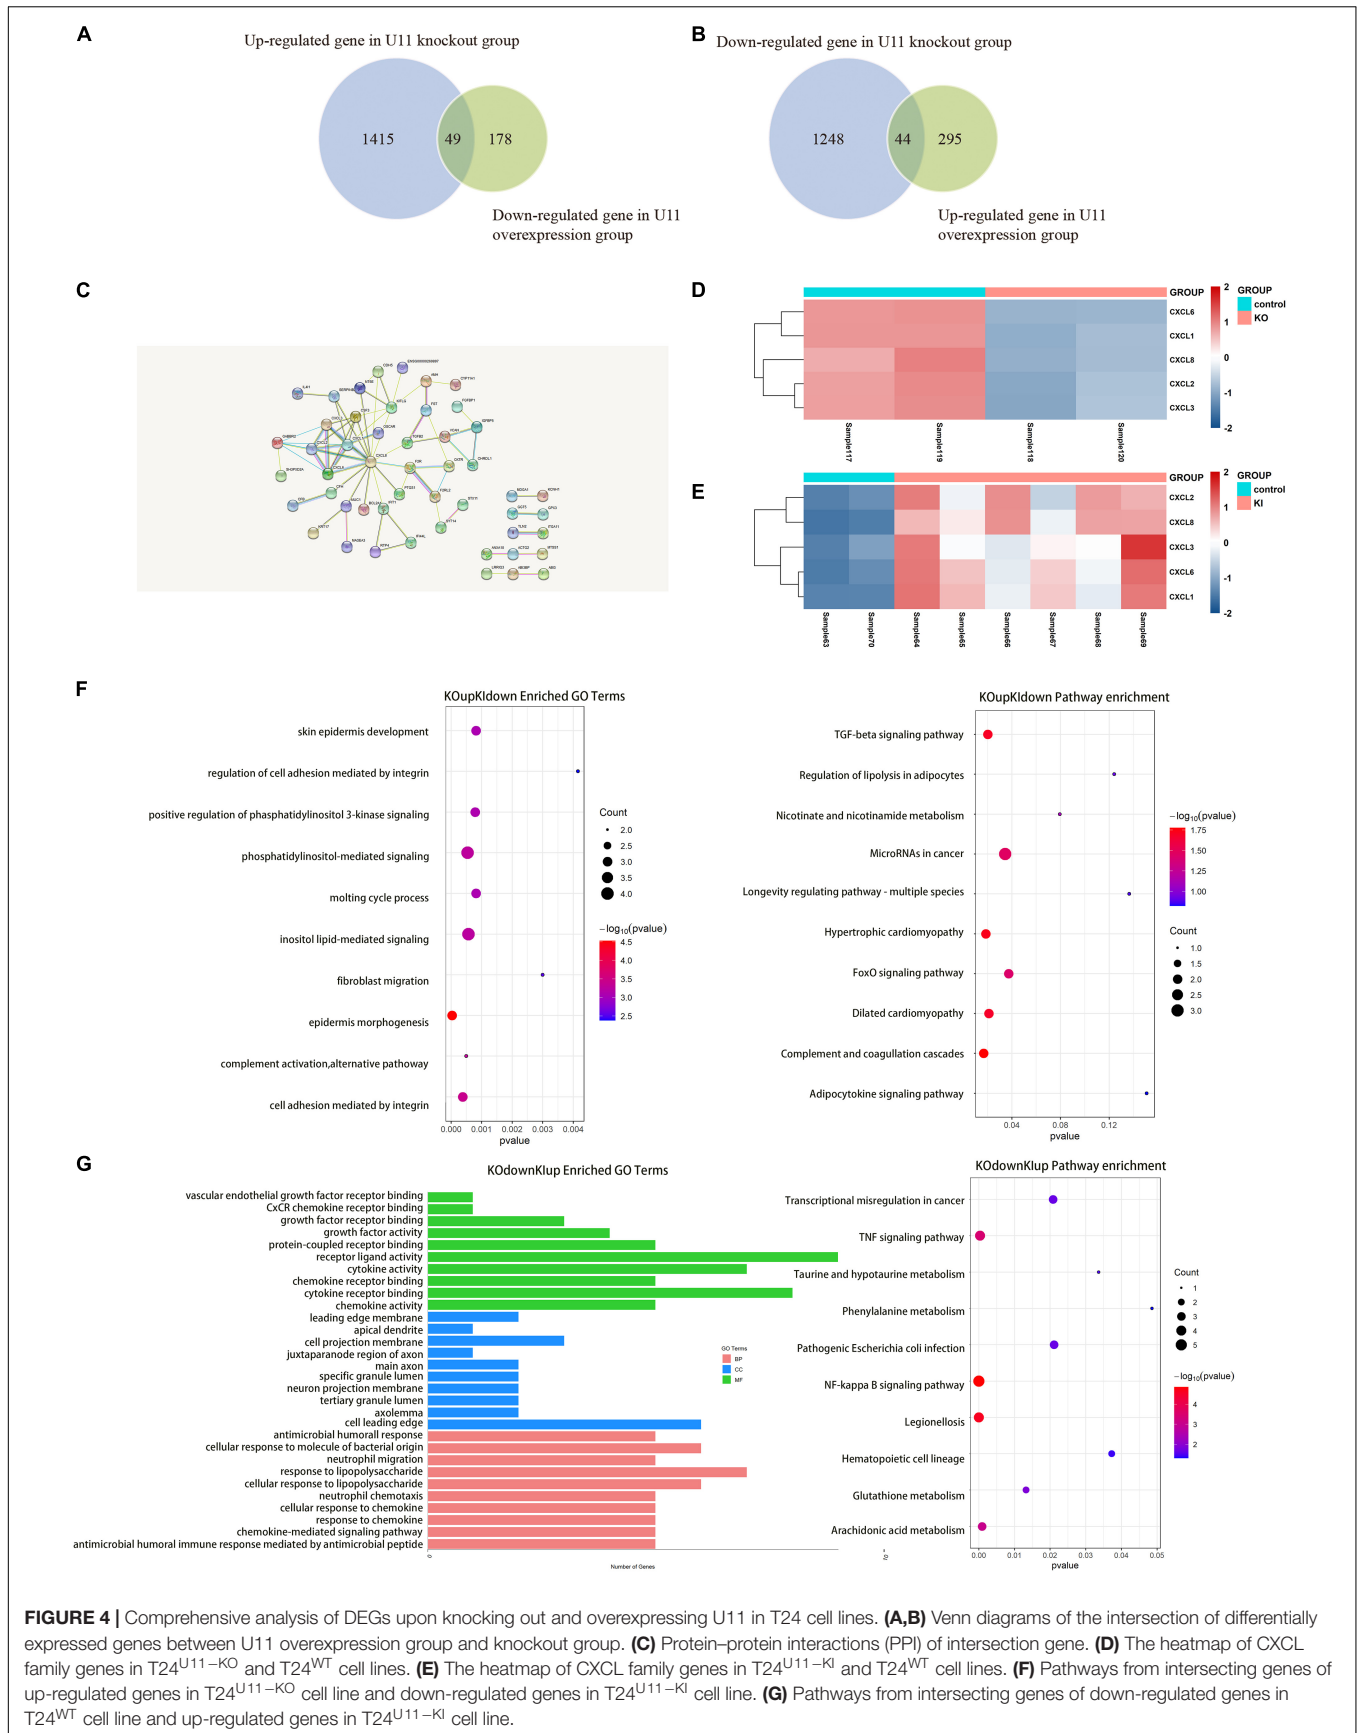 A
Up-regulated gene in U11 knockout group
1415
49
178
Down-regulated gene in U11
overexpression group
B
Down-regulated gene in U11 knockout group
1248
44
295
Up-regulated gene in U11
overexpression group
C
D
GROUP
CXCL6
CXCL1
CXCL8
CXCL2
CXCL3
Sample117
Sample119
Sample118
Sample120
2
1
0
-1
-2
GROUP
control
KO
E
GROUP
CXCL2
CXCL8
CXCL3
CXCL6
CXCL1
Sample63
Sample70
Sample64
Sample65
Sample66
Sample67
Sample68
Sample69
2
1
0
-1
-2
GROUP
control
KI
F
KOupKIdown Enriched GO Terms
skin epidermis development
regulation of cell adhesion mediated by integrin
positive regulation of phasphatidylinositol 3-kinase signaling
phosphatidylinositol-mediated signaling
molting cycle process
inositol lipid-mediated signaling
fibroblast migration
epidermis morphogenesis
complement activation,alternative pathoway
cell adhesion mediated by integrin
0.000 0.001 0.002 0.003 0.004
pvalue
Count
2.0
2.5
3.0
3.5
4.0
−log10(pvalue)
4.5
4.0
3.5
3.0
2.5
KOupKIdown Pathway enrichment
TGF-beta signaling pathway
Regulation of lipolysis in adipocytes
Nicotinate and nicotinamide metabolism
MicroRNAs in cancer
Longevity regulating pathway - multiple species
Hypertrophic cardiomyopathy
FoxO signaling pathway
Dilated cardiomyopathy
Complement and coagullation cascades
Adipocytokine signaling pathway
0.04 0.08 0.12
pvalue
−log10(pvalue)
1.75
1.50
1.25
1.00
Count
1.0
1.5
2.0
2.5
3.0
G
KOdownKIup Enriched GO Terms
vascular endothelial growth factor receptor binding
CxCR chemokine receptor binding
growth factor receptor binding
growth factor activity
protein-coupled receptor binding
receptor ligand activity
cytokine activity
chemokine receptor binding
cytokine receptor binding
chemokine activity
leading edge membrane
apical dendrite
cell projection membrane
juxtaparanode region of axon
main axon
specific granule lumen
neuron projection membrane
tertiary granule lumen
axolemma
cell leading edge
antimicrobial humorall response
cellular response to molecule of bacterial origin
neutrophil migration
response to lipopolysaccharide
cellular response to lipopolysaccharide
neutrophil chemotaxis
cellular response to chemokine
response to chemokine
chemokine-mediated signaling pathway
antimicrobial humoral immune response mediated by antimicrobial peptide
0
Number of Genes
GO Terms
BP
CC
MF
KOdownKIup Pathway enrichment
Transcriptional misregulation in cancer
TNF signaling pathway
Taurine and hypotaurine metabolism
Phenylalanine metabolism
Pathogenic Escherichia coli infection
NF-kappa B signaling pathway
Legionellosis
Hematopoietic cell lineage
Glutathione metabolism
Arachidonic acid metabolism
0.00 0.01 0.02 0.03 0.04 0.05
pvalue
Count
1
2
3
4
5
−log10(pvalue)
4
3
2
FIGURE 4 | Comprehensive analysis of DEGs upon knocking out and overexpressing U11 in T24 cell lines. (A,B) Venn diagrams of the intersection of differentially
expressed genes between U11 overexpression group and knockout group. (C) Protein–protein interactions (PPI) of intersection gene. (D) The heatmap of CXCL
family genes in T24U11−KO and T24WT cell lines. (E) The heatmap of CXCL family genes in T24U11−KI and T24WT cell lines. (F) Pathways from intersecting genes of
up-regulated genes in T24U11−KO cell line and down-regulated genes in T24U11−KI cell line. (G) Pathways from intersecting genes of down-regulated genes in
T24WT cell line and up-regulated genes in T24U11−KI cell line.